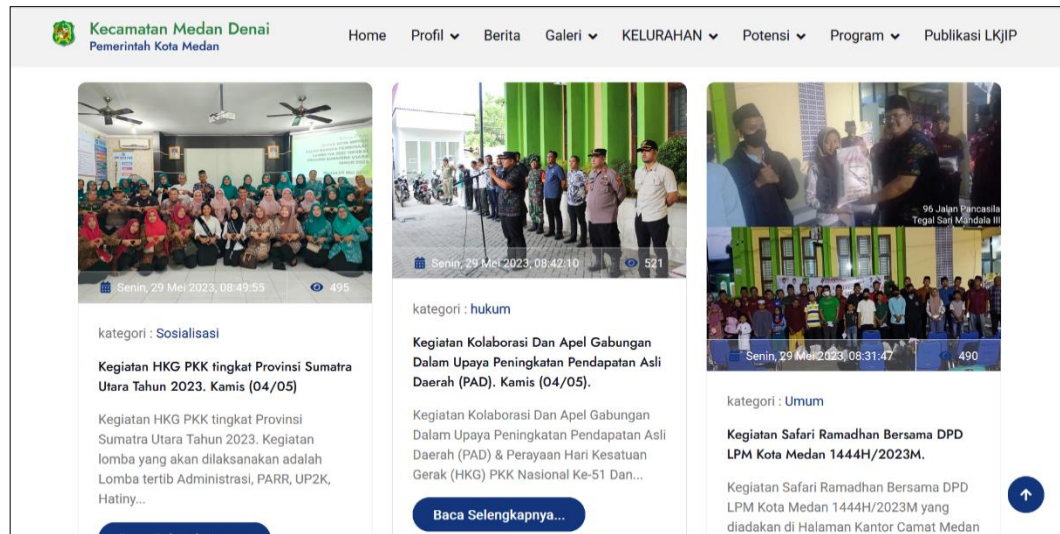 Kecamatan Medan Denai
Pemerintah Kota Medan
Home Profil Berita Galeri KELURAHAN Potensi Program Publikasi LKjIP
Senin, 29 Mei 2023, 08:49:55 495
kategori : Sosialisasi
Kegiatan HKG PKK tingkat Provinsi Sumatra
Utara Tahun 2023. Kamis (04/05)
Kegiatan HKG PKK tingkat Provinsi
Sumatra Utara Tahun 2023. Kegiatan
lomba yang akan dilaksanakan adalah
Lomba tertib Administrasi, PARR, UP2K,
Hatiny...
Senin, 29 Mei 2023, 08:42:10 521
kategori : hukum
Kegiatan Kolaborasi Dan Apel Gabungan
Dalam Upaya Peningkatan Pendapatan Asli
Daerah (PAD). Kamis (04/05).
Kegiatan Kolaborasi Dan Apel Gabungan
Dalam Upaya Peningkatan Pendapatan Asli
Daerah (PAD) & Perayaan Hari Kesatuan
Gerak (HKG) PKK Nasional Ke-51 Dan...
Baca Selengkapnya...
96 Jalan Pancasila
Tegal Sari Mandala III
Senin, 29 Mei 2023, 08:31:47 490
kategori : Umum
Kegiatan Safari Ramadhan Bersama DPD
LPM Kota Medan 1444H/2023M.
Kegiatan Safari Ramadhan Bersama DPD
LPM Kota Medan 1444H/2023M yang
diadakan di Halaman Kantor Camat Medan